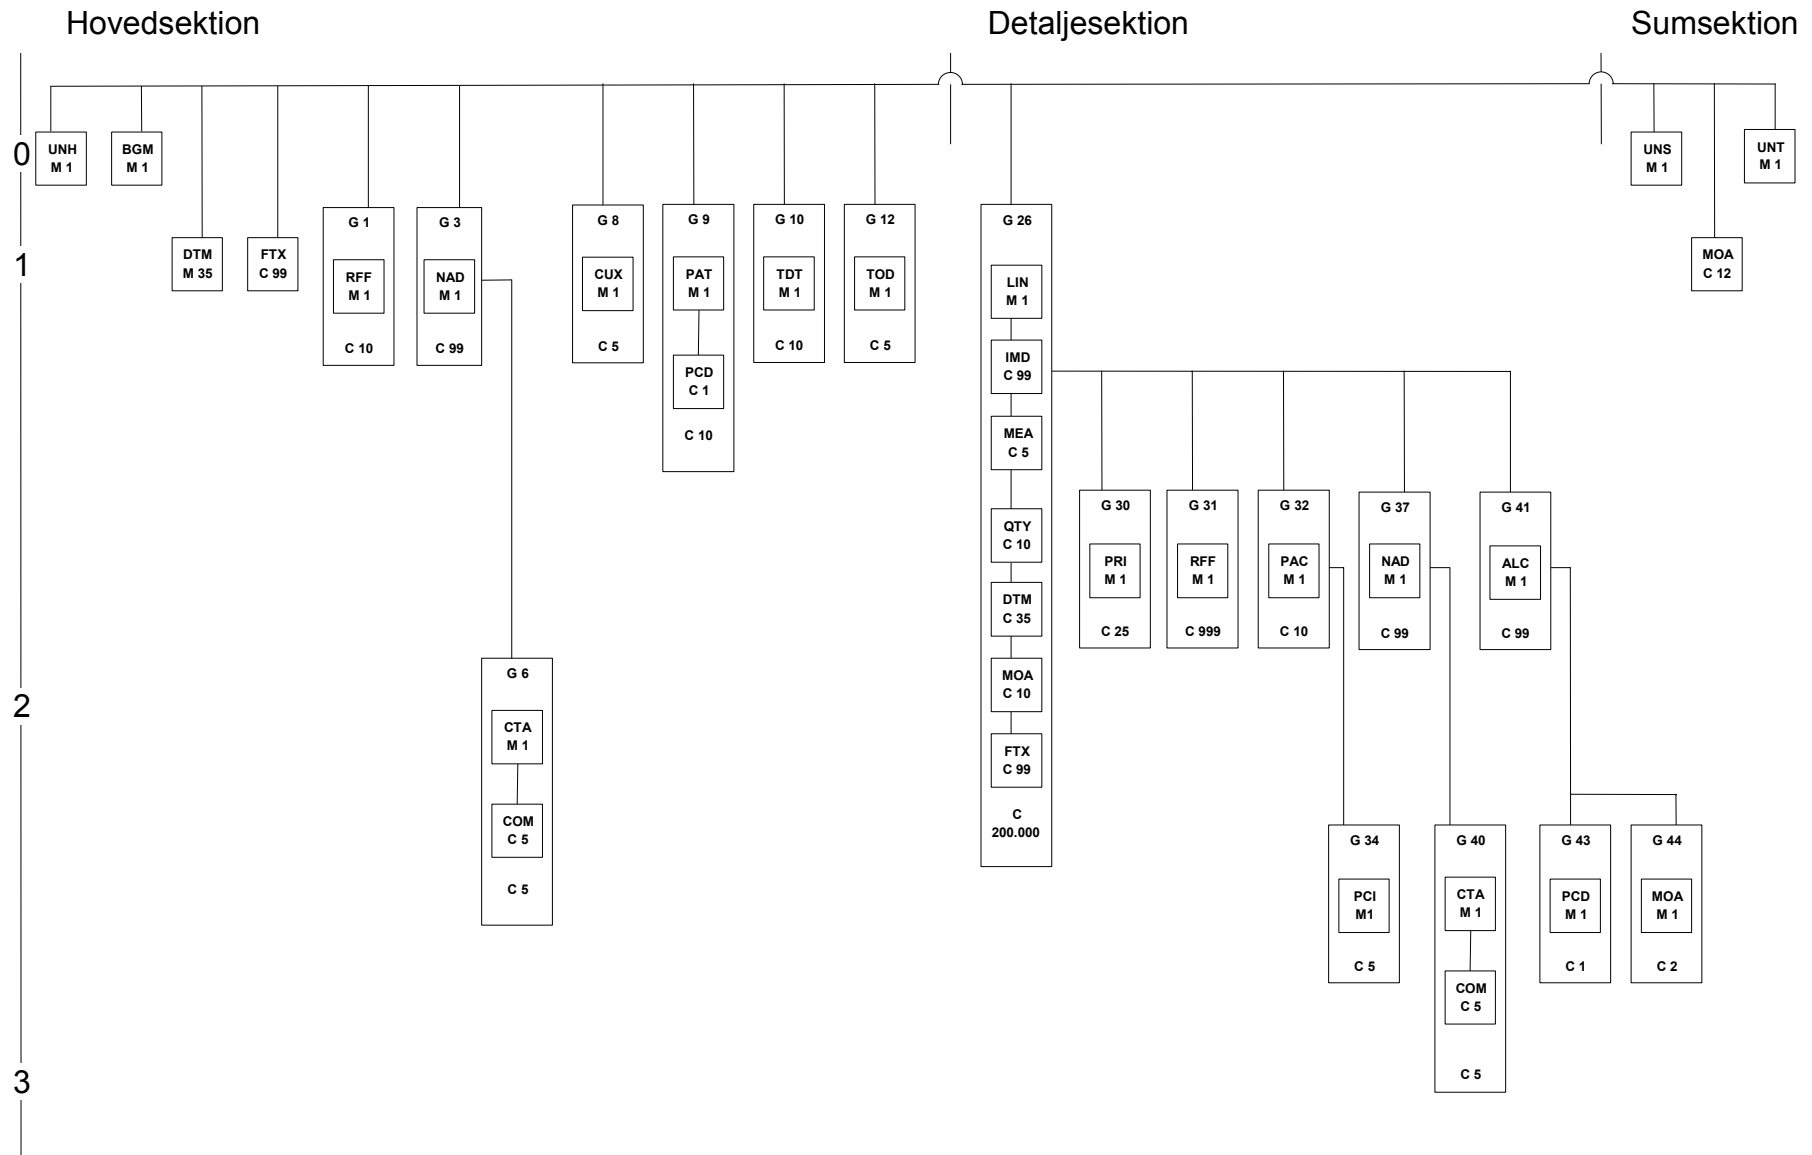 Hovedsektion
Detaljesektion
Sumsektion
0
UNH
M 1
BGM
M 1
UNS
M 1
UNT
M 1
1
DTM
M 35
FTX
C 99
G 1
RFF
M 1
C 10
G 3
NAD
M 1
C 99
G 8
CUX
M 1
C 5
G 9
PAT
M 1
PCD
C 1
C 10
G 10
TDT
M 1
C 10
G 12
TOD
M 1
C 5
G 26
LIN
M 1
IMD
C 99
MEA
C 5
QTY
C 10
DTM
C 35
MOA
C 10
FTX
C 99
C
200.000
MOA
C 12
2
G 6
CTA
M 1
COM
C 5
C 5
G 30
PRI
M 1
C 25
G 31
RFF
M 1
C 999
G 32
PAC
M 1
C 10
G 37
NAD
M 1
C 99
G 41
ALC
M 1
C 99
3
G 34
PCI
M1
C 5
G 40
CTA
M 1
COM
C 5
C 5
G 43
PCD
M 1
C 1
G 44
MOA
M 1
C 2